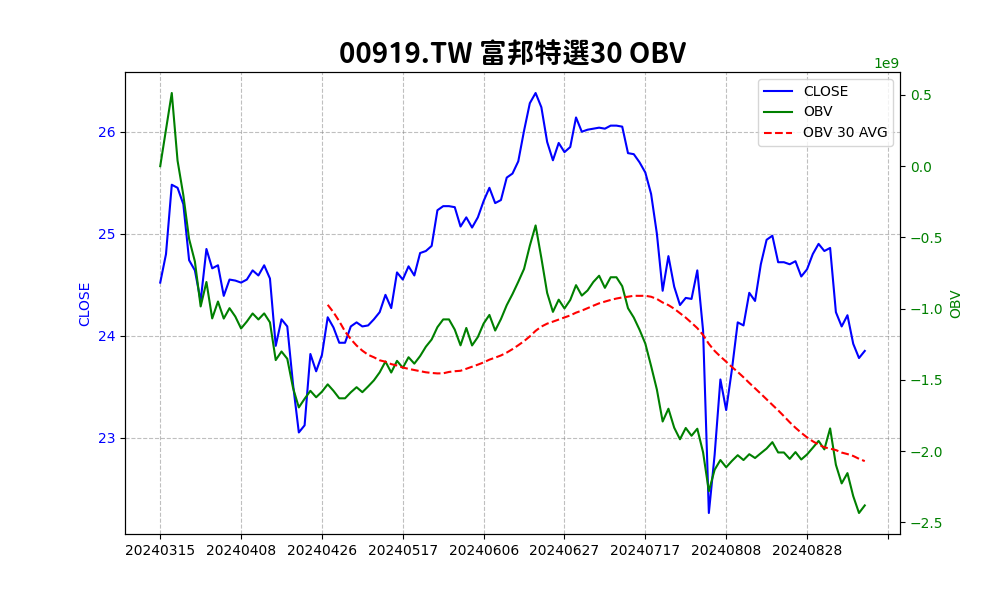 00919.TW 富邦特選30 OBV
1e9
CLOSE
OBV
OBV 30 AVG
26
25
24
23
CLOSE
0.5
0.0
−0.5
−1.0
−1.5
−2.0
−2.5
OBV
20240315 20240408 20240426 20240517 20240606 20240627 20240717 20240808 20240828